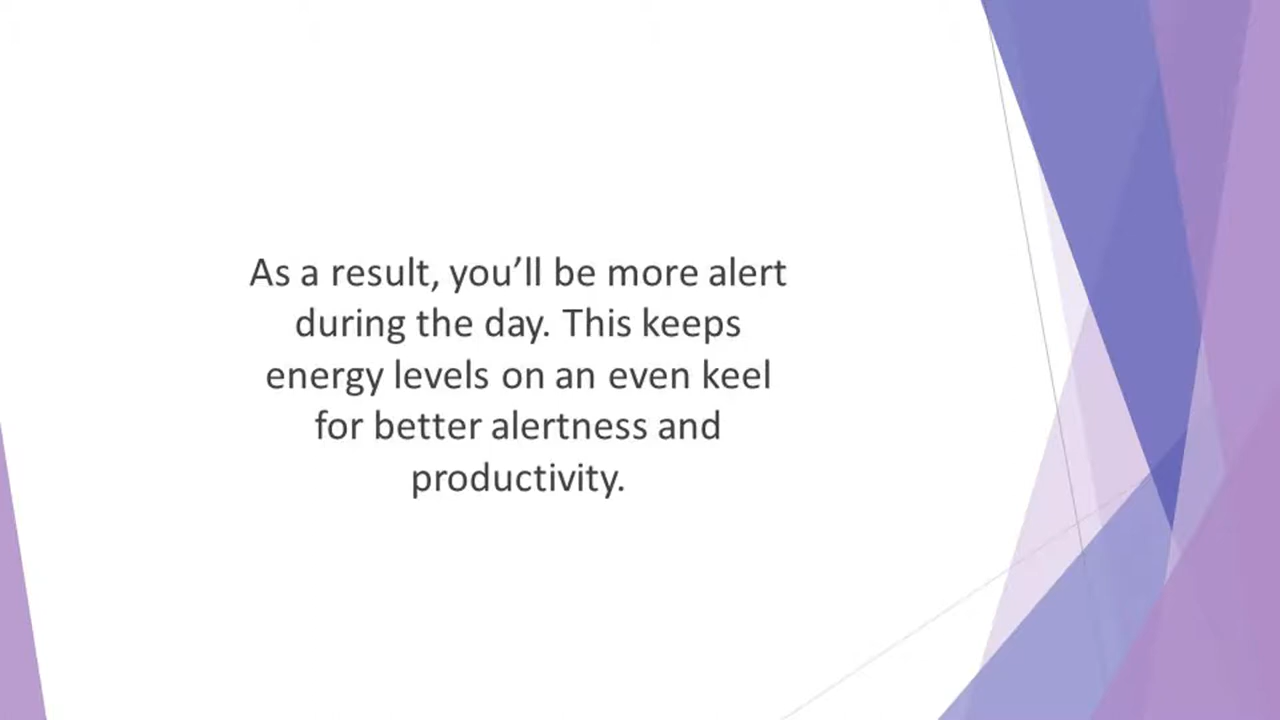 As a result, you’ll be more alert
during the day. This keeps
energy levels on an even keel
for better alertness and
productivity.